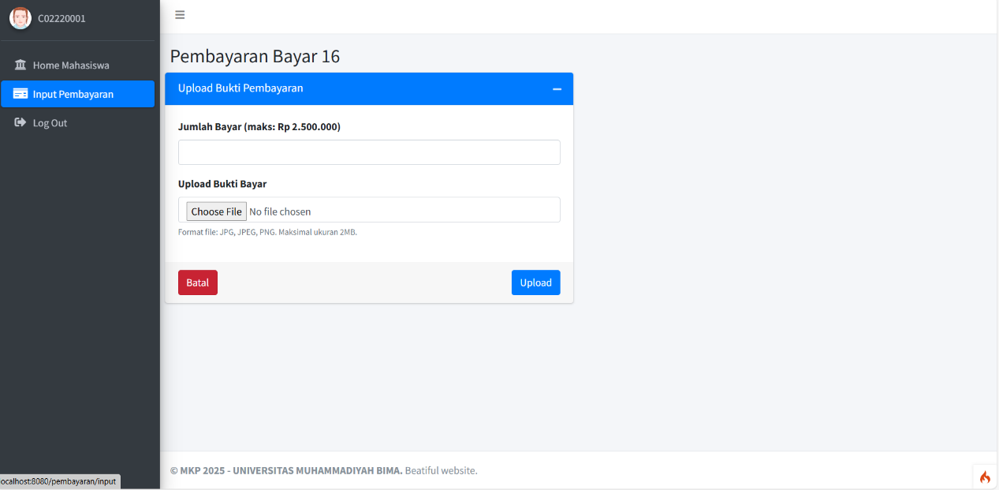 C02220001
Home Mahasiswa
Input Pembayaran
Log Out
Pembayaran Bayar 16
Upload Bukti Pembayaran
Jumlah Bayar (maks: Rp 2.500.000)
Upload Bukti Bayar
Choose File No file chosen
Format file: JPG, JPEG, PNG. Maksimal ukuran 2MB.
Batal
Upload
© MKP 2025 - UNIVERSITAS MUHAMMADIYAH BIMA. Beatiful website.
ocalhost:8080/pembayaran/input